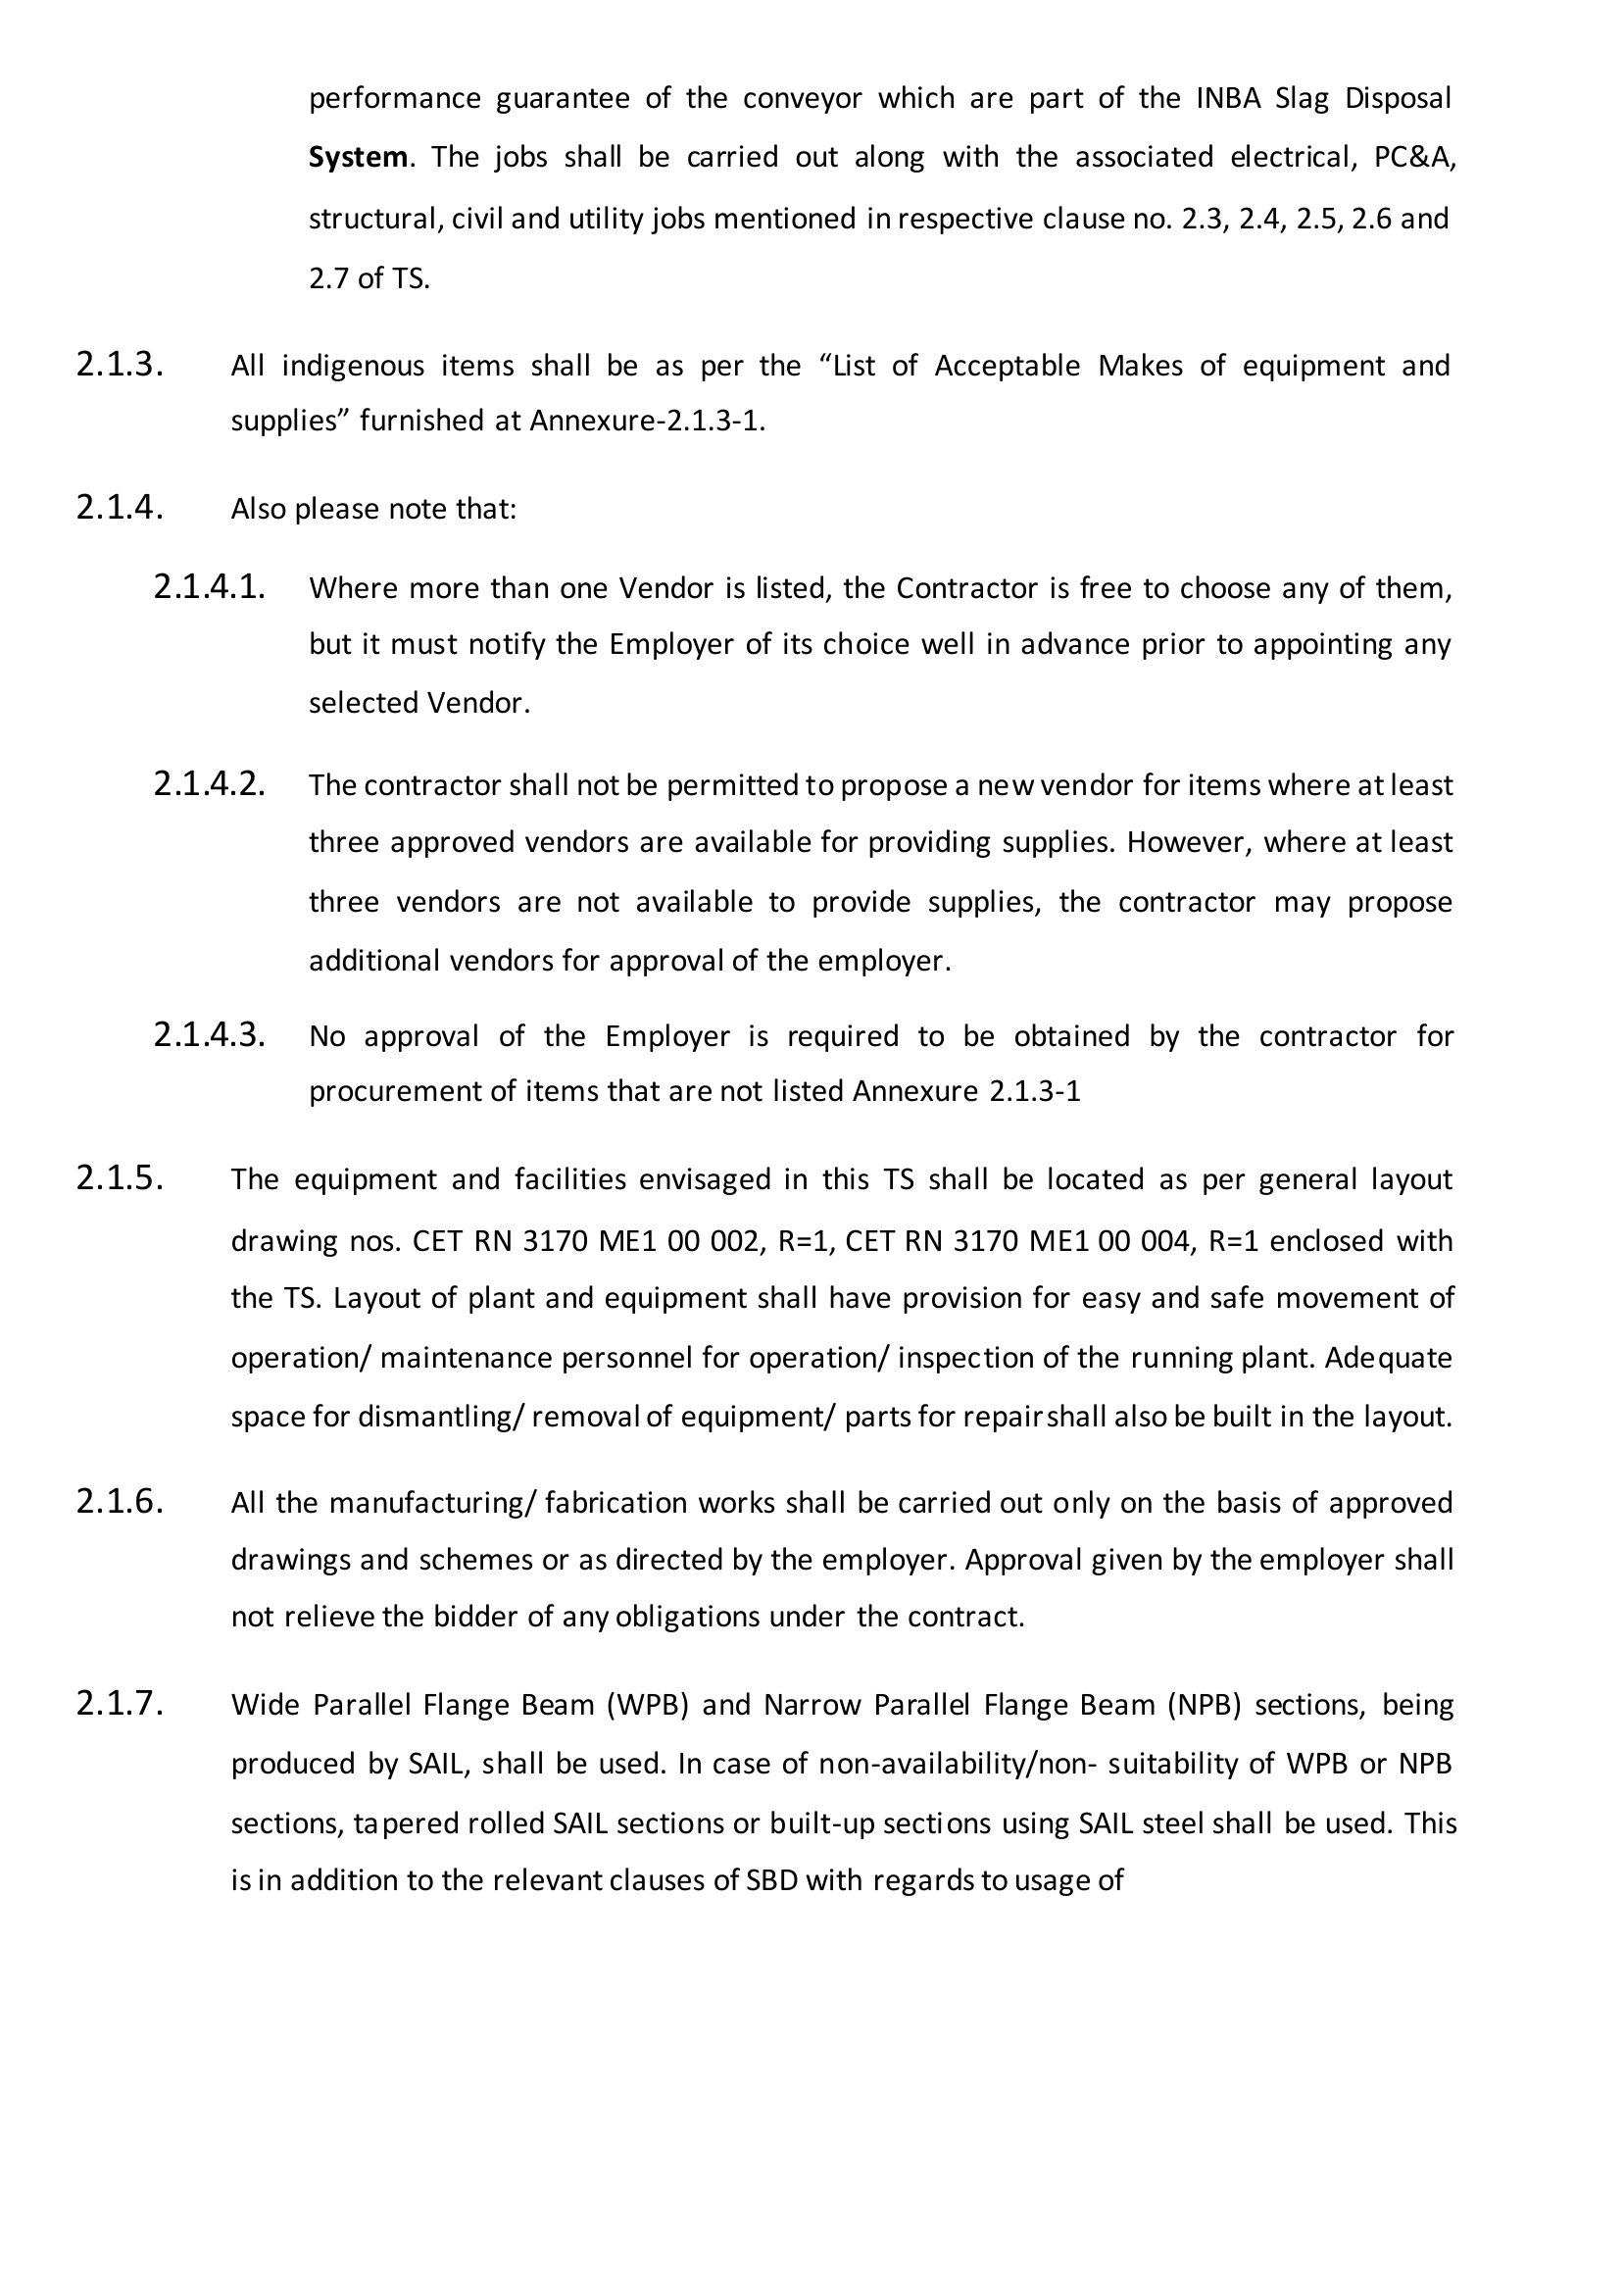 performance guarantee of the conveyor which are part of the INBA Slag Disposal
System. The jobs shall be carried out along with the associated electrical, PC&A,
structural, civil and utility jobs mentioned in respective clause no. 2.3, 2.4, 2.5, 2.6 and
2.7 of TS.
2.1.3. All indigenous items shall be as per the “List of Acceptable Makes of equipment and
supplies” furnished at Annexure-2.1.3-1.
2.1.4. Also please note that:
2.1.4.1. Where more than one Vendor is listed, the Contractor is free to choose any of them,
but it must notify the Employer of its choice well in advance prior to appointing any
selected Vendor.
2.1.4.2. The contractor shall not be permitted to propose a new vendor for items where at least
three approved vendors are available for providing supplies. However, where at least
three vendors are not available to provide supplies, the contractor may propose
additional vendors for approval of the employer.
2.1.4.3. No approval of the Employer is required to be obtained by the contractor for
procurement of items that are not listed Annexure 2.1.3-1
2.1.5. The equipment and facilities envisaged in this TS shall be located as per general layout
drawing nos. CET RN 3170 ME1 00 002, R=1, CET RN 3170 ME1 00 004, R=1 enclosed with
the TS. Layout of plant and equipment shall have provision for easy and safe movement of
operation/ maintenance personnel for operation/ inspection of the running plant. Adequate
space for dismantling/ removal of equipment/ parts for repair shall also be built in the layout.
2.1.6. All the manufacturing/ fabrication works shall be carried out only on the basis of approved
drawings and schemes or as directed by the employer. Approval given by the employer shall
not relieve the bidder of any obligations under the contract.
2.1.7. Wide Parallel Flange Beam (WPB) and Narrow Parallel Flange Beam (NPB) sections, being
produced by SAIL, shall be used. In case of non-availability/non- suitability of WPB or NPB
sections, tapered rolled SAIL sections or built-up sections using SAIL steel shall be used. This
is in addition to the relevant clauses of SBD with regards to usage of